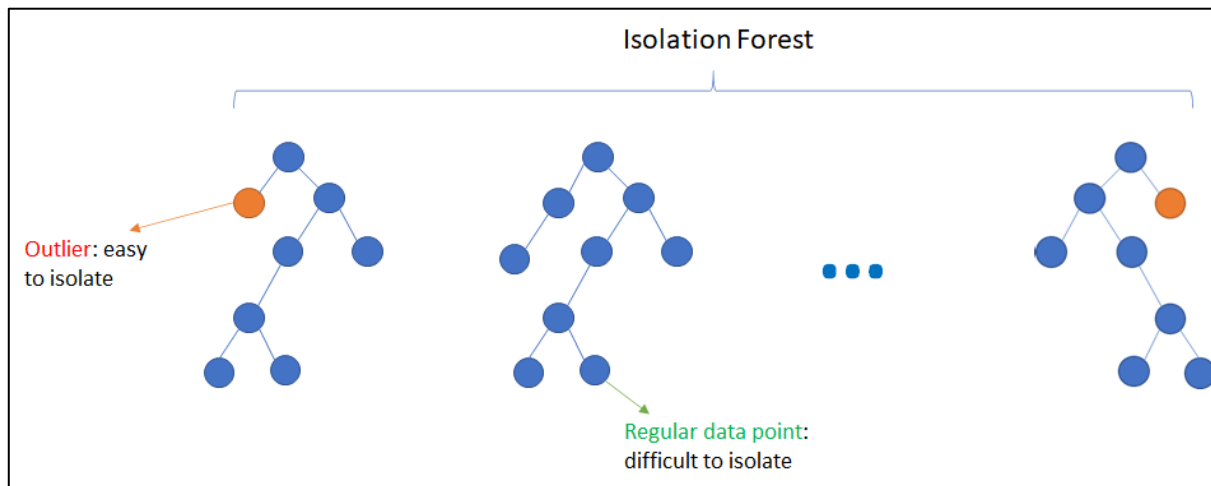 Isolation Forest
Outlier: easy
to isolate
Regular data point:
difficult to isolate